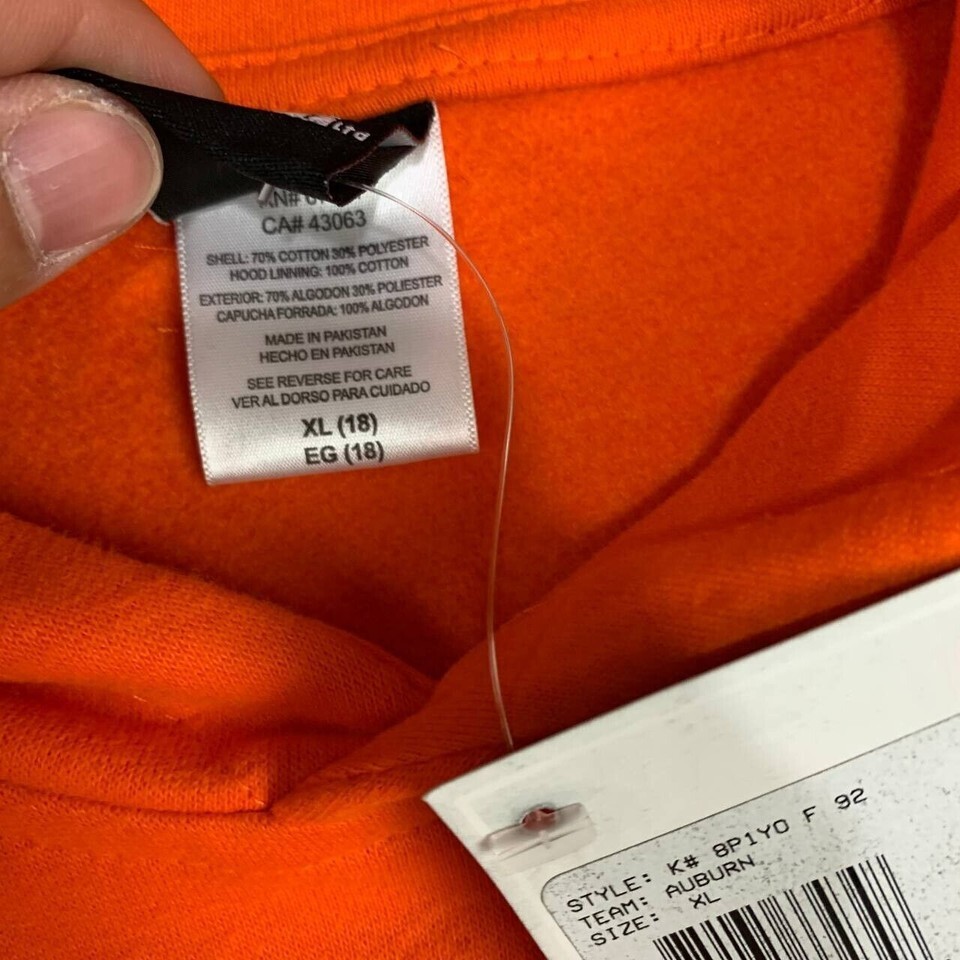 Ltd
CA# 43063
SHELL: 70% COTTON 30% POLYESTER
HOOD LINNING: 100% COTTON
EXTERIOR: 70% ALGODON 30% POLIESTER
CAPUCHA FORRADA: 100% ALGODON
MADE IN PAKISTAN
HECHO EN PAKISTAN
SEE REVERSE FOR CARE
VER AL DORSO PARA CUIDADO
XL (18)
EG (18)
STYLE: K# 8P1YO F 92
TEAM: AUBURN
SIZE: XL